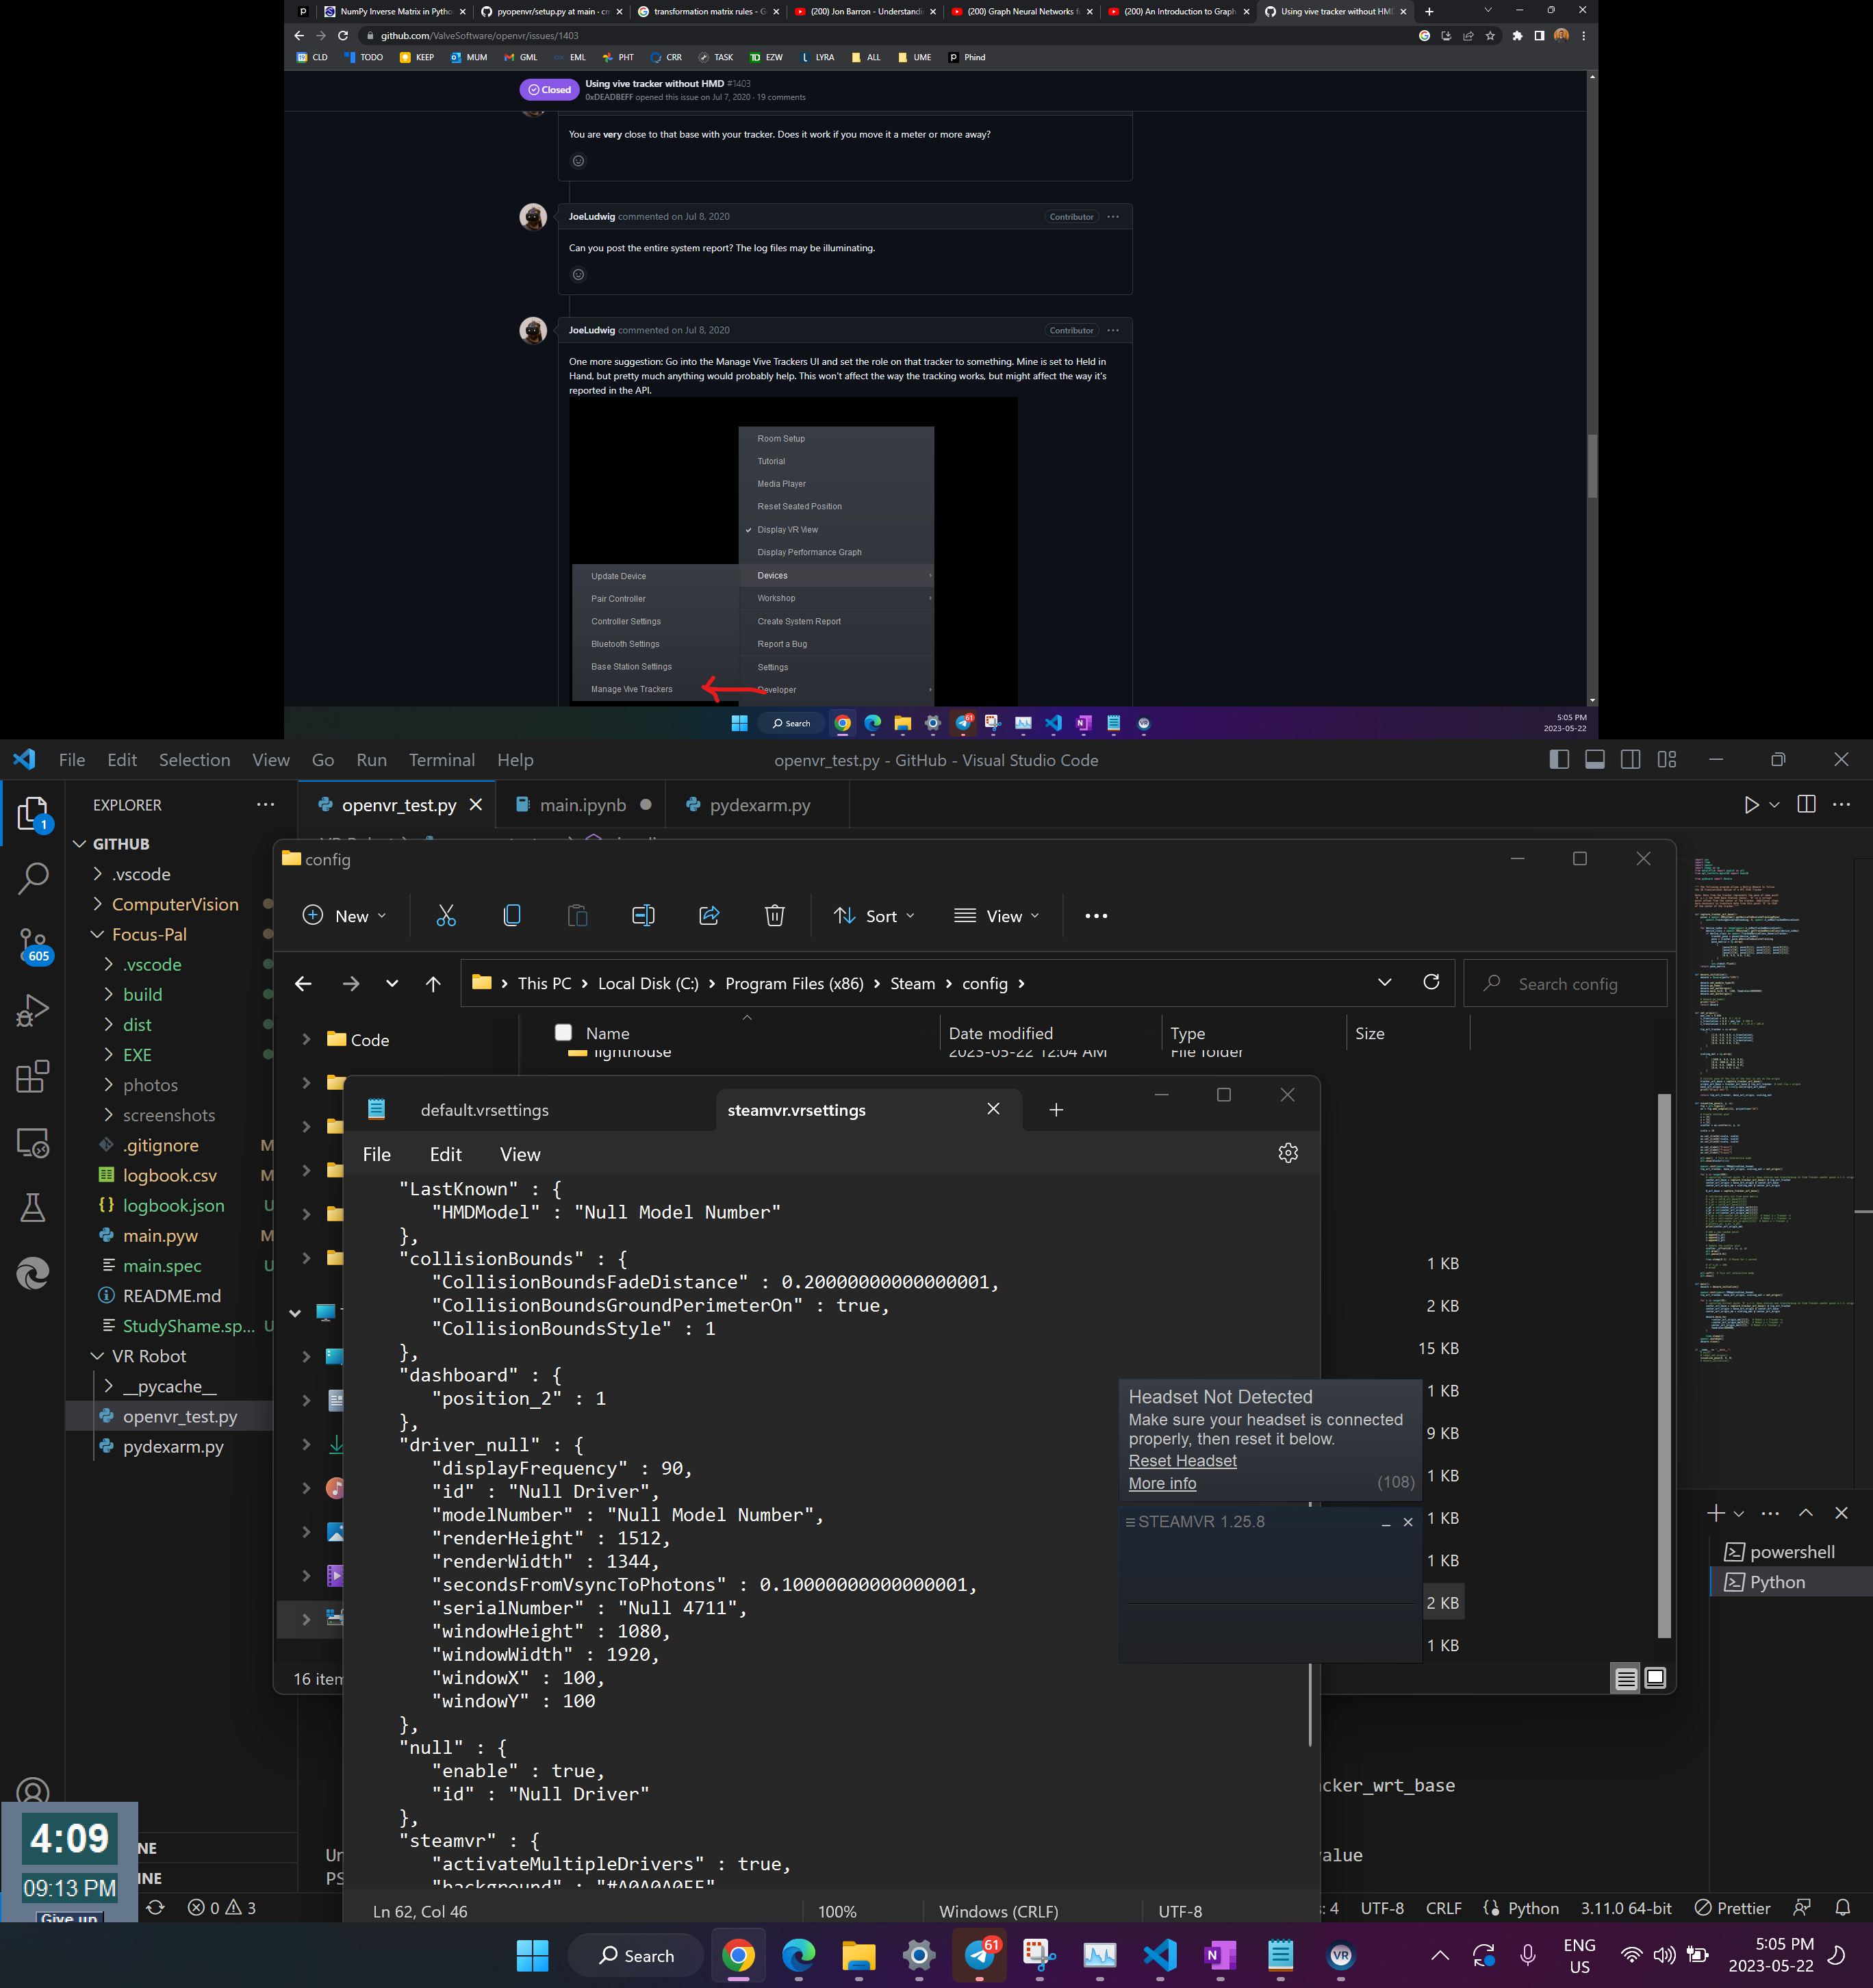 NumPy Inverse Matrix in Pytho
pyopenvr/setup.py at main · cn
transformation matrix rules - G
(200) Jon Barron - Understandi
(200) Graph Neural Networks f
(200) An Introduction to Graph
Using vive tracker without HMD
github.com/ValveSoftware/openvr/issues/1403
CLD TODO KEEP MUM GML EML PHT CRR TASK EZW LYRA ALL UME Phind
Closed
Using vive tracker without HMD #1403
0xDEADBEFF opened this issue on Jul 7, 2020 · 19 comments
You are very close to that base with your tracker. Does it work if you move it a meter or more away?
JoeLudwig commented on Jul 8, 2020
Contributor
Can you post the entire system report? The log files may be illuminating.
JoeLudwig commented on Jul 8, 2020
Contributor
One more suggestion: Go into the Manage Vive Trackers UI and set the role on that tracker to something. Mine is set to Held in
Hand, but pretty much anything would probably help. This won't affect the way the tracking works, but might affect the way it's
reported in the API.
Room Setup
Tutorial
Media Player
Reset Seated Position
Display VR View
Display Performance Graph
Devices
Workshop
Create System Report
Report a Bug
Settings
Developer
Update Device
Pair Controller
Controller Settings
Bluetooth Settings
Base Station Settings
Manage Vive Trackers
Search
61
5:05 PM
2023-05-22
File Edit Selection View Go Run Terminal Help
openvr_test.py - GitHub - Visual Studio Code
EXPLORER
openvr_test.py
main.ipynb
pydexarm.py
1
605
GITHUB
.vscode
ComputerVision
Focus-Pal
.vscode
build
dist
EXE
photos
screenshots
.gitignore M
logbook.csv M
logbook.json U
main.pyw M
main.spec U
README.md
StudyShame.sp... U
VR Robot
__pycache__
openvr_test.py
pydexarm.py
config
New
Sort
View
This PC > Local Disk (C:) > Program Files (x86) > Steam > config >
Search config
Code
Name
Date modified
Type
Size
lighthouse
2023-05-22 12:04 AM
File folder
1 KB
2 KB
15 KB
1 KB
9 KB
1 KB
1 KB
1 KB
2 KB
1 KB
16 item
default.vrsettings
steamvr.vrsettings
File
Edit
View
"LastKnown" : {
"HMDModel" : "Null Model Number"
},
"collisionBounds" : {
"CollisionBoundsFadeDistance" : 0.20000000000000001,
"CollisionBoundsGroundPerimeterOn" : true,
"CollisionBoundsStyle" : 1
},
"dashboard" : {
"position_2" : 1
},
"driver_null" : {
"displayFrequency" : 90,
"id" : "Null Driver",
"modelNumber" : "Null Model Number",
"renderHeight" : 1512,
"renderWidth" : 1344,
"secondsFromVsyncToPhotons" : 0.10000000000000001,
"serialNumber" : "Null 4711",
"windowHeight" : 1080,
"windowWidth" : 1920,
"windowX" : 100,
"windowY" : 100
},
"null" : {
"enable" : true,
"id" : "Null Driver"
},
"steamvr" : {
"activateMultipleDrivers" : true,
"background" : "#A0A0A0FF"
Ln 62, Col 46
100%
Windows (CRLF)
UTF-8
Headset Not Detected
Make sure your headset is connected
properly, then reset it below.
Reset Headset
More info
(108)
STEAMVR 1.25.8
powershell
Python
cker_wrt_base
alue
Un
PS
4:09
09:13 PM
Give up
NE
INE
0 3
: 4 UTF-8 CRLF Python 3.11.0 64-bit Prettier
Search
61
ENG
US
5:05 PM
2023-05-22